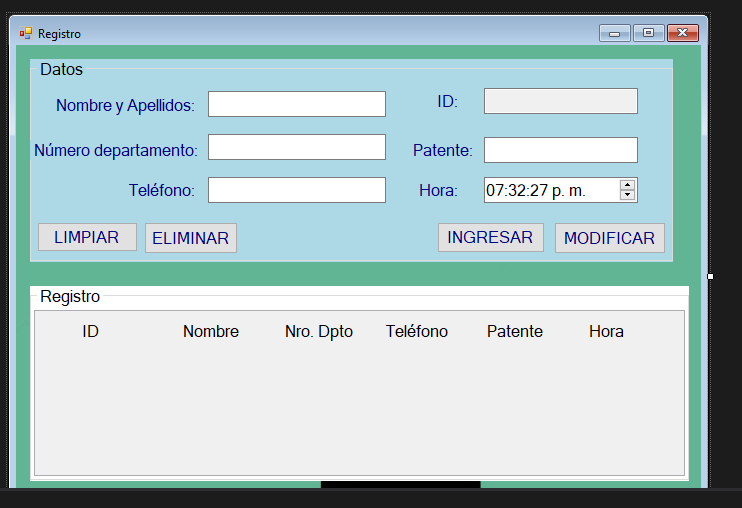 Registro
Datos
Nombre y Apellidos:
ID:
Número departamento:
Patente:
Teléfono:
Hora: 07:32:27 p. m.
LIMPIAR ELIMINAR INGRESAR MODIFICAR
Registro
ID Nombre Nro. Dpto Teléfono Patente Hora